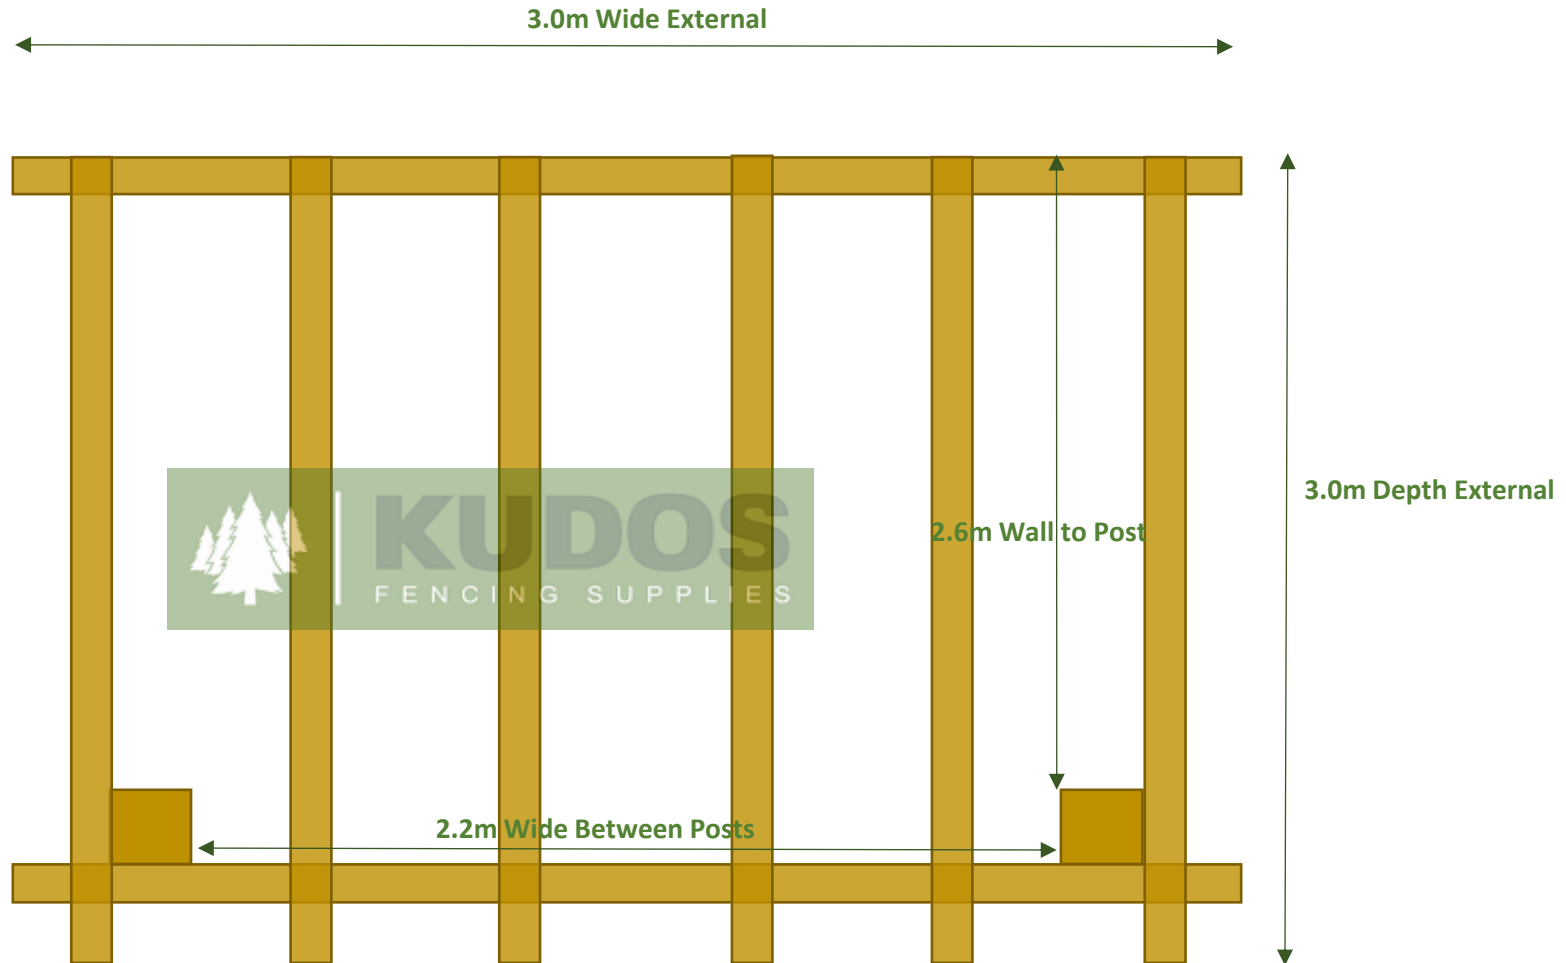 3.0m Wide External
3.0m Depth External
KUDOS
FENCING SUPPLIES
2.6m Wall to Post
2.2m Wide Between Posts